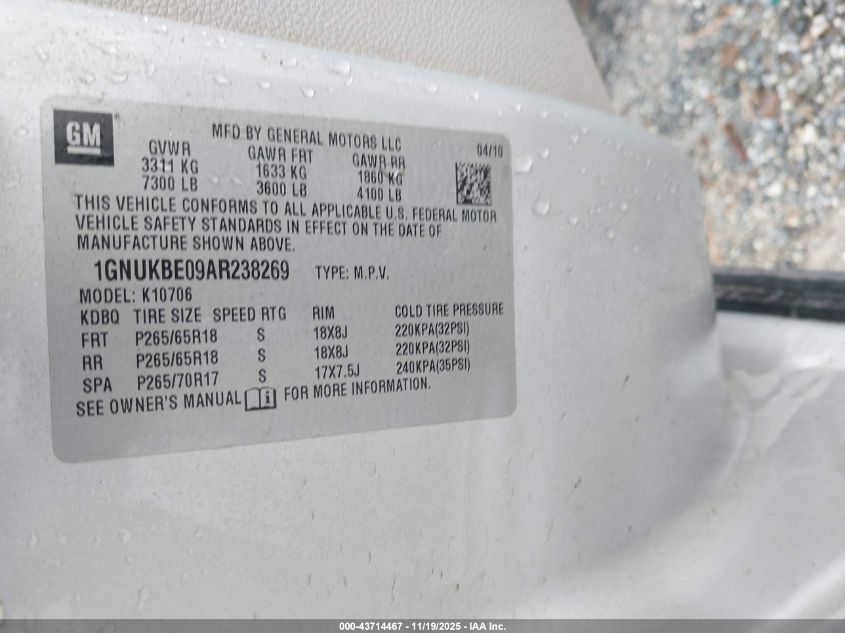 GM
MFD BY GENERAL MOTORS LLC 04/10
GVWR GAWR FRT GAWR RR
3311 KG 1633 KG 1860 KG
7300 LB 3600 LB 4100 LB
THIS VEHICLE CONFORMS TO ALL APPLICABLE U.S. FEDERAL MOTOR
VEHICLE SAFETY STANDARDS IN EFFECT ON THE DATE OF
MANUFACTURE SHOWN ABOVE.
1GNUKBE09AR238269 TYPE: M.P.V.
MODEL: K10706
KDBQ TIRE SIZE SPEED RTG RIM COLD TIRE PRESSURE
FRT P265/65R18 S 18X8J 220KPA(32PSI)
RR P265/65R18 S 18X8J 220KPA(32PSI)
SPA P265/70R17 S 17X7.5J 240KPA(35PSI)
SEE OWNER'S MANUAL i FOR MORE INFORMATION.
000-43714467 - 11/19/2025 - IAA Inc.